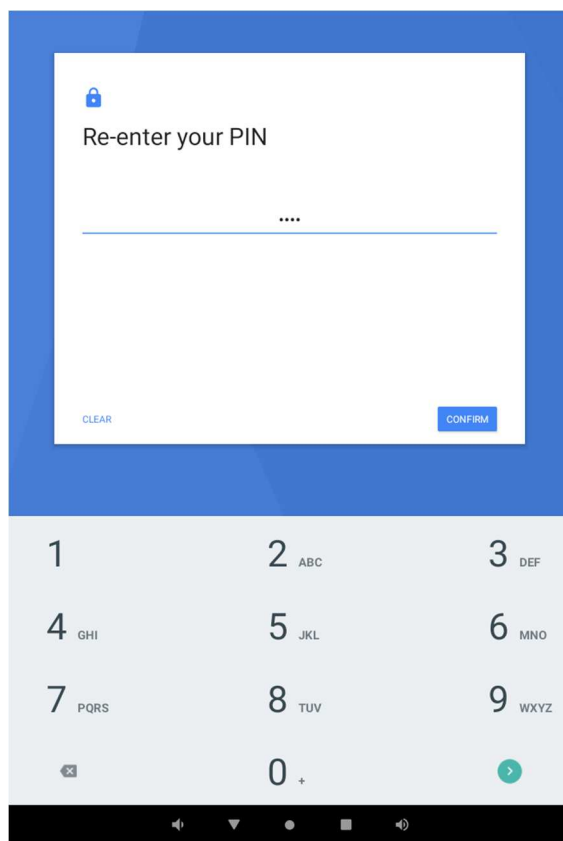 Re-enter your PIN
••••
CLEAR
CONFIRM
1
2 ABC
3 DEF
4 GHI
5 JKL
6 MNO
7 PQRS
8 TUV
9 WXYZ
0 +